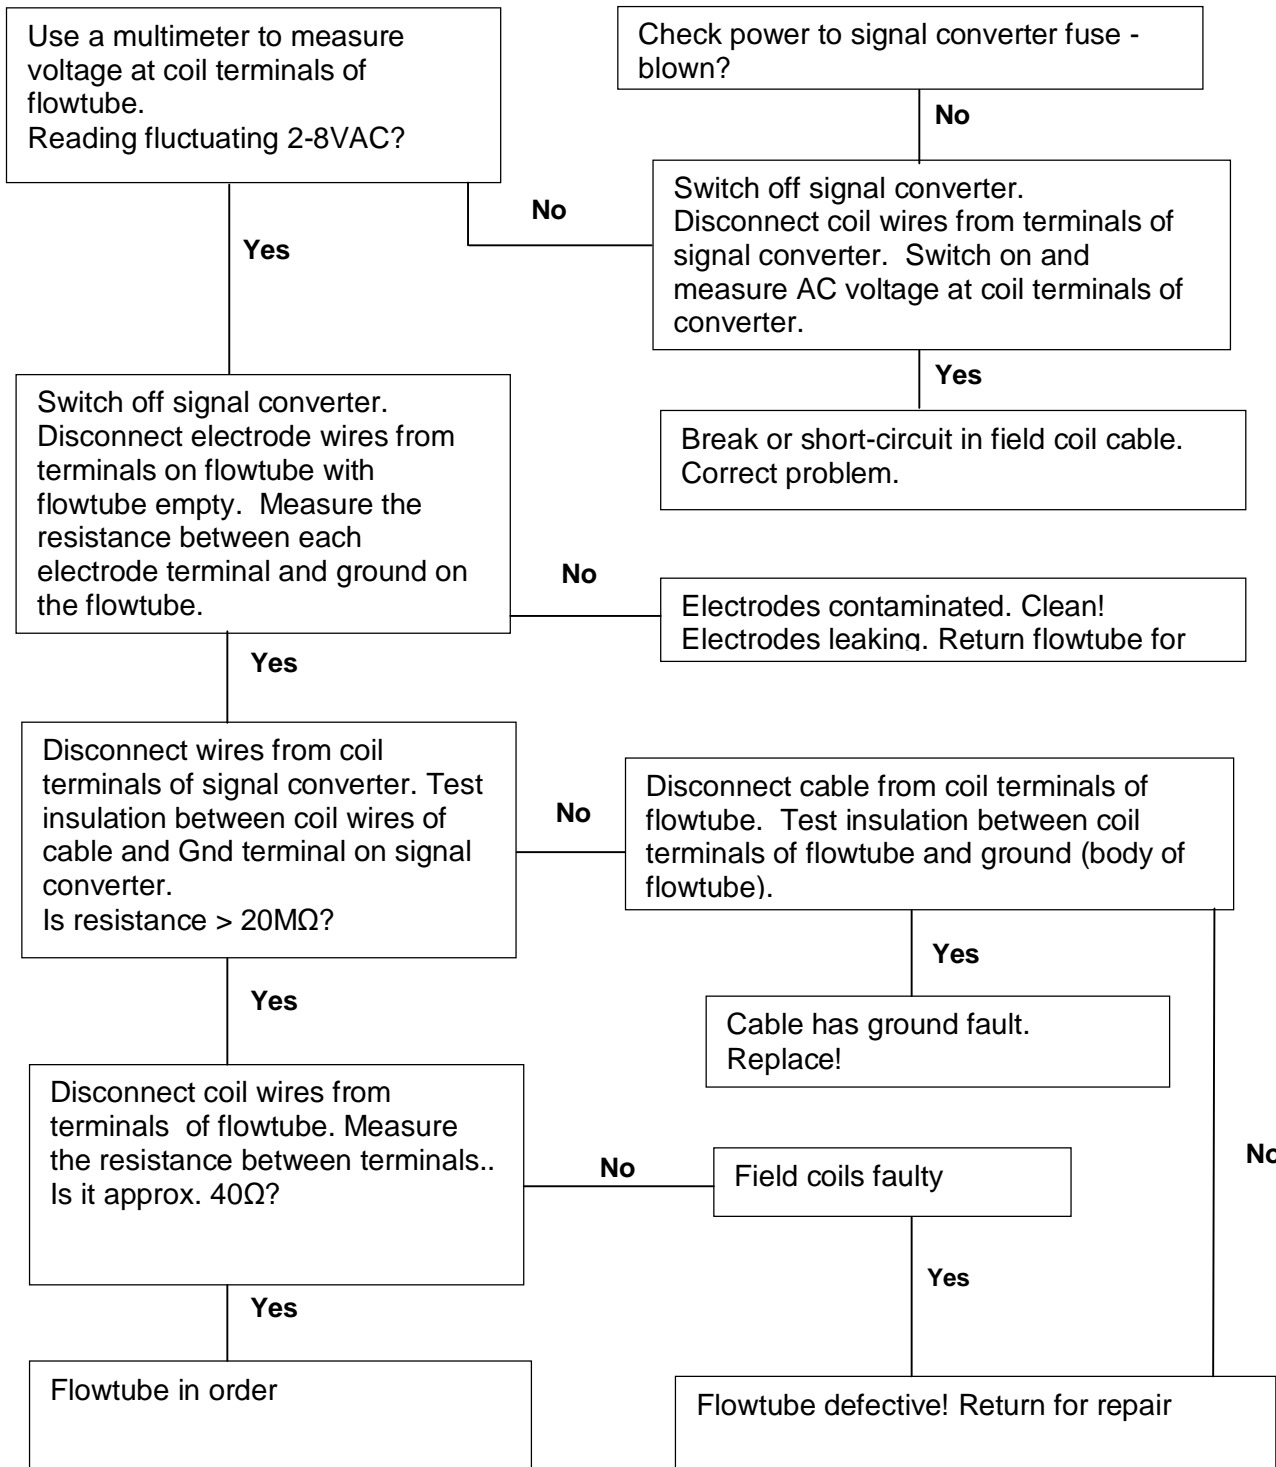 Use a multimeter to measure
voltage at coil terminals of
flowtube.
Reading fluctuating 2-8VAC?
Check power to signal converter fuse -
blown?
No
Switch off signal converter.
Disconnect coil wires from terminals of
signal converter.  Switch on and
measure AC voltage at coil terminals of
converter.
No
Yes
Yes
Break or short-circuit in field coil cable.
Correct problem.
Switch off signal converter.
Disconnect electrode wires from
terminals on flowtube with
flowtube empty.  Measure the
resistance between each
electrode terminal and ground on
the flowtube.
No
Electrodes contaminated. Clean!
Electrodes leaking. Return flowtube for
Yes
Disconnect wires from coil
terminals of signal converter. Test
insulation between coil wires of
cable and Gnd terminal on signal
converter.
Is resistance > 20MΩ?
No
Disconnect cable from coil terminals of
flowtube.  Test insulation between coil
terminals of flowtube and ground (body of
flowtube).
Yes
Yes
Cable has ground fault.
Replace!
Disconnect coil wires from
terminals  of flowtube. Measure
the resistance between terminals..
Is it approx. 40Ω?
No
Field coils faulty
No
Yes
Yes
Flowtube in order
Flowtube defective! Return for repair